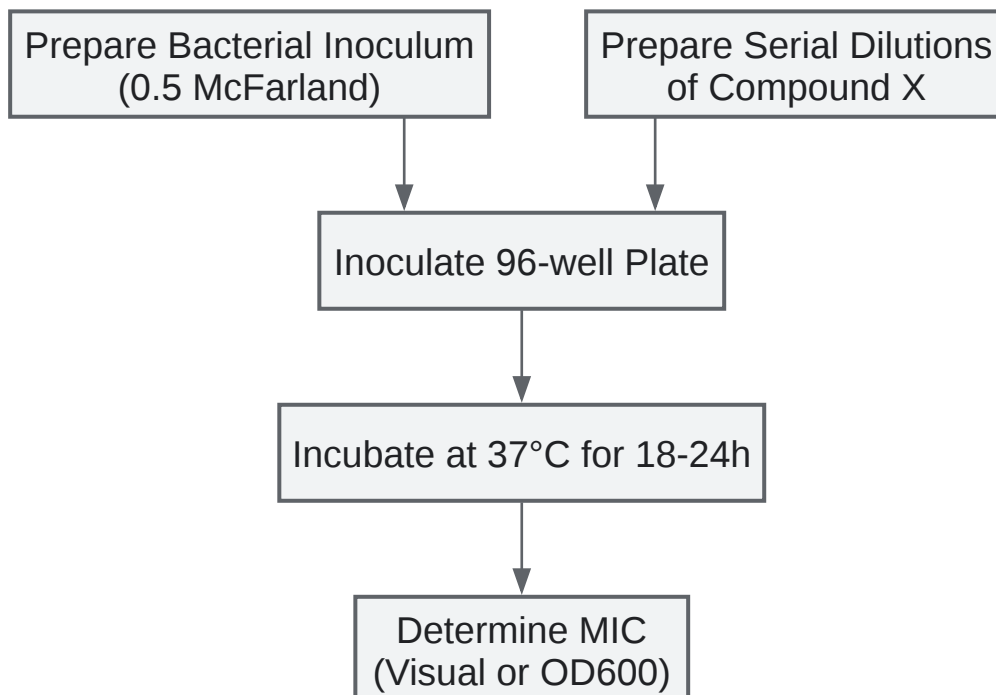 Prepare Bacterial Inoculum
(0.5 McFarland)
Prepare Serial Dilutions
of Compound X
Inoculate 96-well Plate
Incubate at 37°C for 18-24h
Determine MIC
(Visual or OD600)